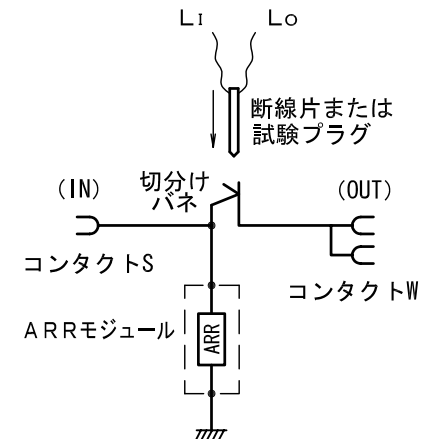 LI LO
断線片または
試験プラグ
切分け
バネ
(IN)
(OUT)
コンタクトS
コンタクトW
ARRモジュール
ARR